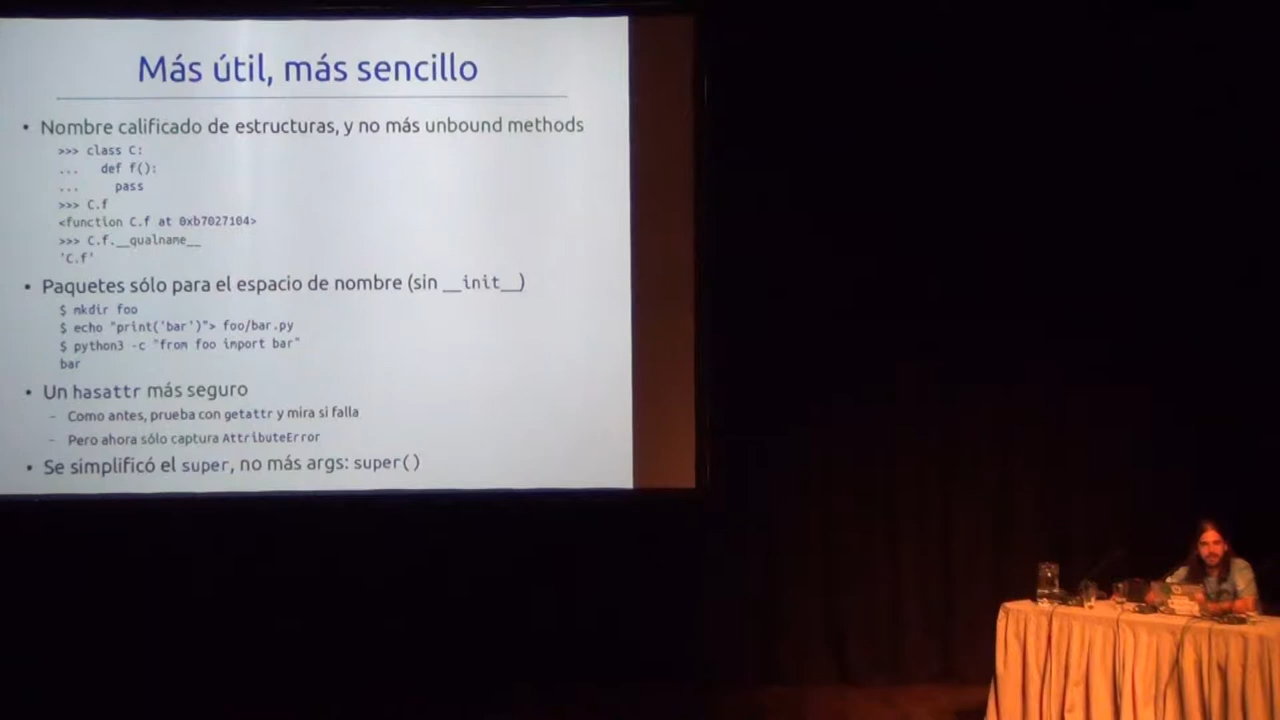 Más útil, más sencillo
• Nombre calificado de estructuras, y no más unbound methods
>>> class C:
... def f():
... pass
>>> C.f
<function C.f at 0xb7027104>
>>> C.f.__qualname__
'C.f'
• Paquetes sólo para el espacio de nombre (sin __init__)
$ mkdir foo
$ echo "print('bar')"> foo/bar.py
$ python3 -c "from foo import bar"
bar
• Un hasattr más seguro
– Como antes, prueba con getattr y mira si falla
– Pero ahora sólo captura AttributeError
• Se simplificó el super, no más args: super()